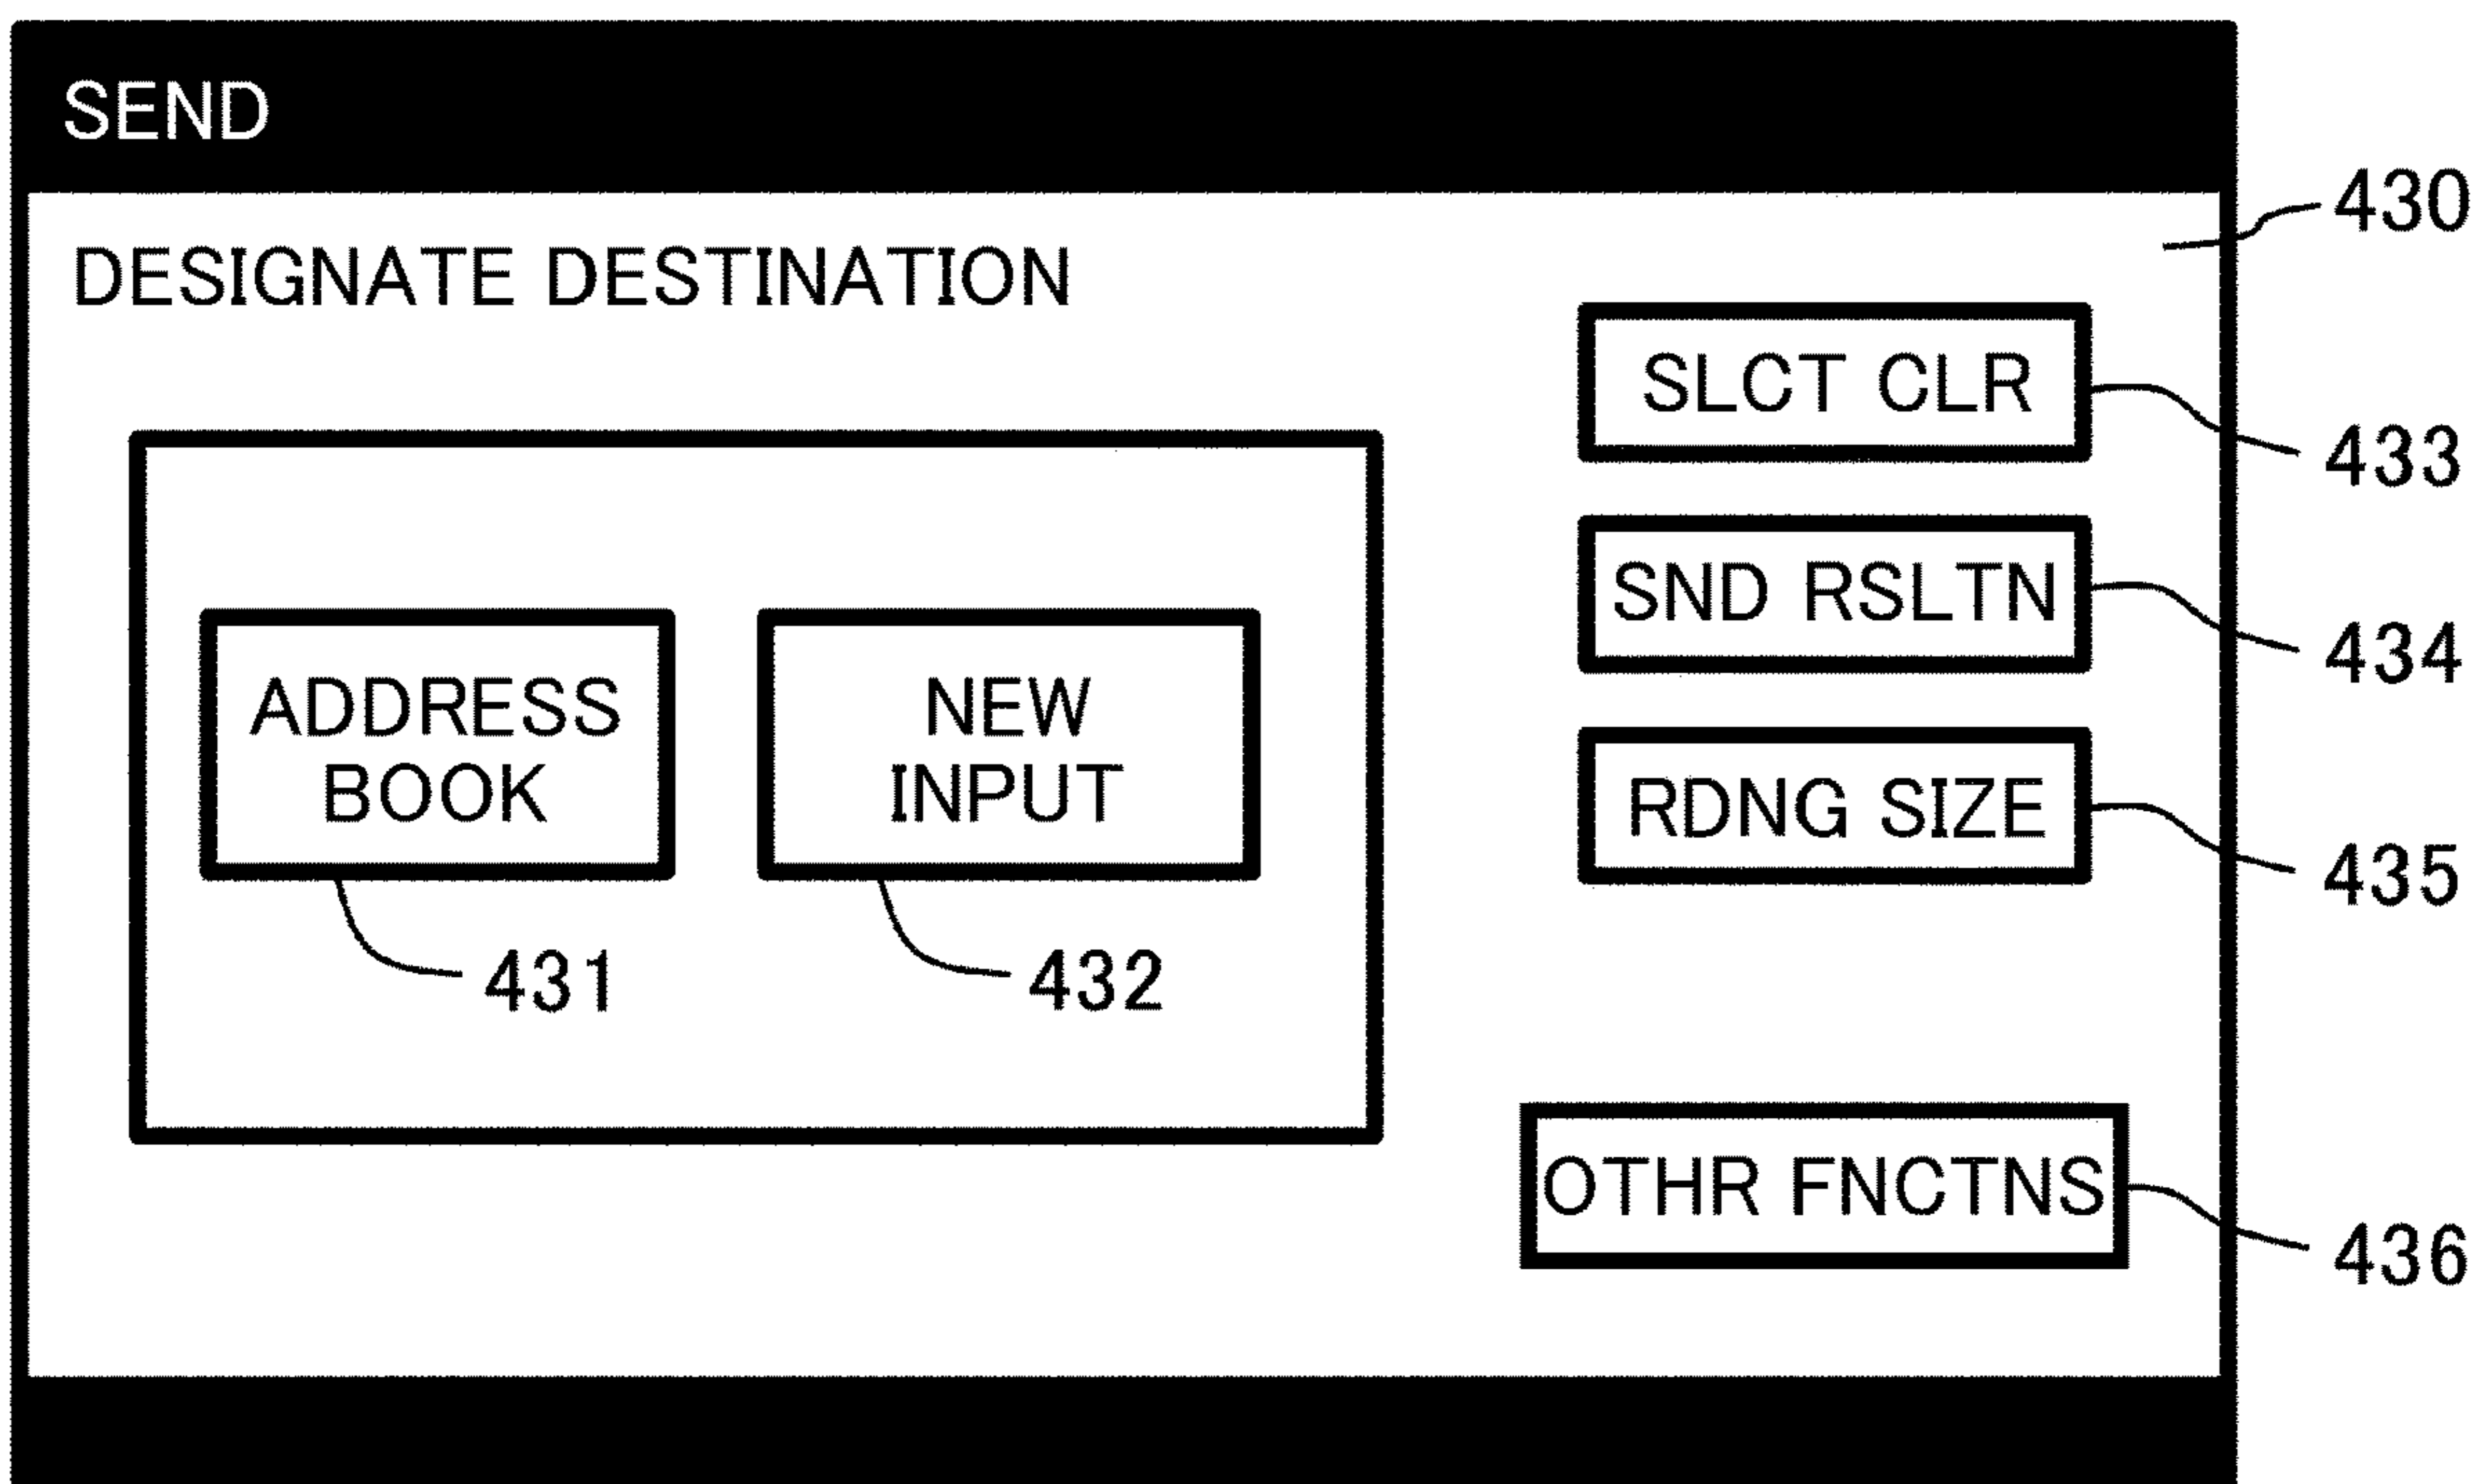 SEND
430
DESIGNATE DESTINATION
SLCT CLR
433
SND RSLTN
434
RDNG SIZE
435
ADDRESS
BOOK
431
NEW
INPUT
432
OTHR FNCTNS
436